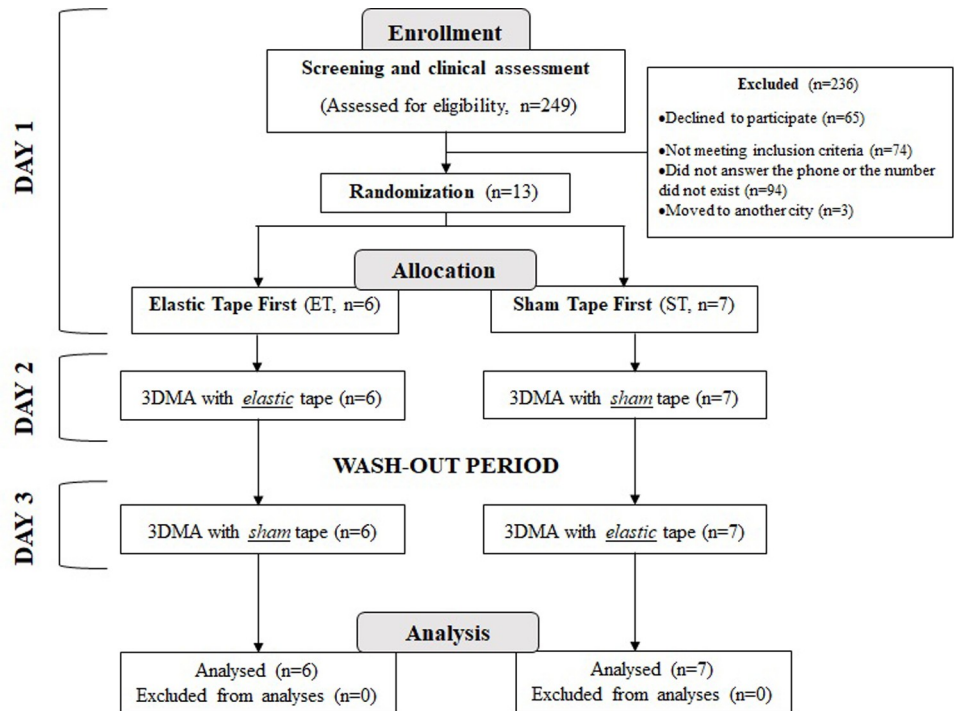 Enrollment
Screening and clinical assessment
(Assessed for eligibility, n=249)
Excluded (n=236)
•Declined to participate (n=65)
•Not meeting inclusion criteria (n=74)
•Did not answer the phone or the number
did not exist (n=94)
•Moved to another city (n=3)
DAY 1
Randomization (n=13)
Allocation
Elastic Tape First (ET, n=6)
Sham Tape First (ST, n=7)
DAY 2
3DMA with elastic tape (n=6)
3DMA with sham tape (n=7)
WASH-OUT PERIOD
DAY 3
3DMA with sham tape (n=6)
3DMA with elastic tape (n=7)
Analysis
Analysed (n=6)
Excluded from analyses (n=0)
Analysed (n=7)
Excluded from analyses (n=0)